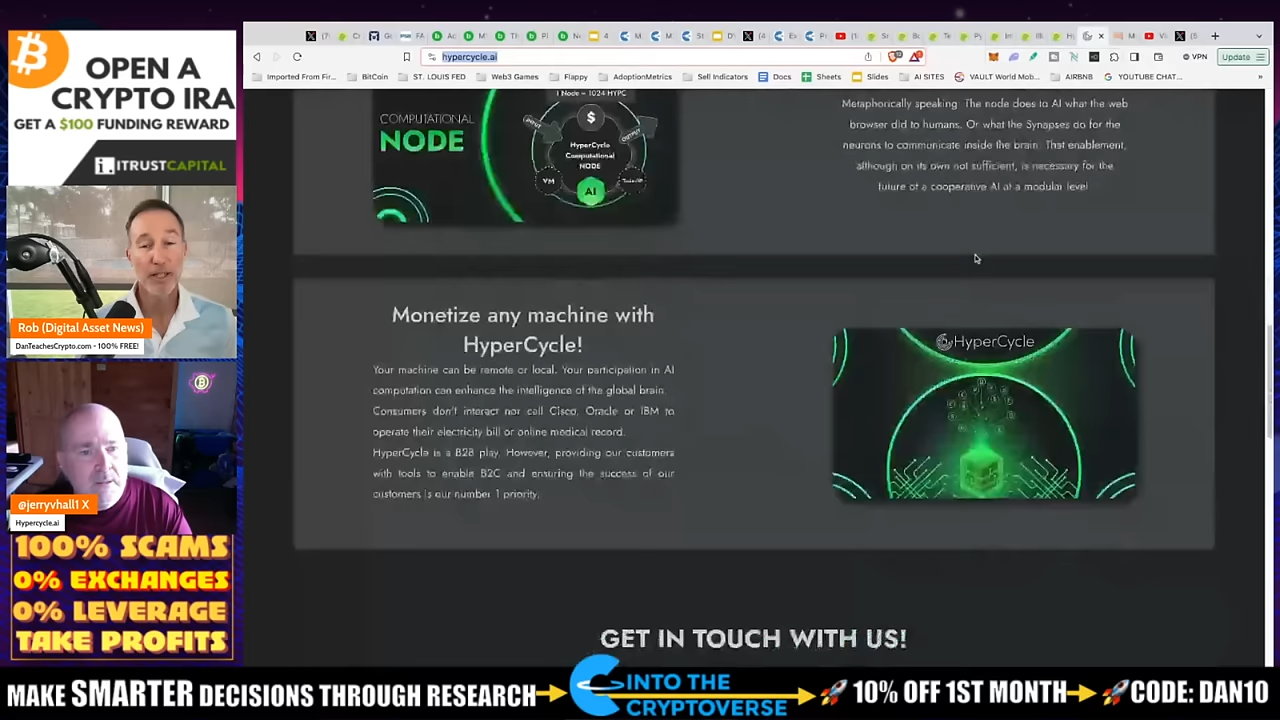 OPEN A
CRYPTO IRA
GET A $100 FUNDING REWARD
iTRUSTCAPITAL
Rob (Digital Asset News)
DanTeachesCrypto.com - 100% FREE!
@jerryvhall1 X
Hypercycle.ai
100% SCAMS
0% EXCHANGES
0% LEVERAGE
TAKE PROFITS
hypercycle.ai
VPN
Update
Imported From Fir...
BitCoin
ST. LOUIS FED
Web3 Games
Flappy
AdoptionMetrics
Sell Indicators
Docs
Sheets
Slides
AI SITES
VAULT World Mob...
AIRBNB
YOUTUBE CHAT...
1 Node = 1024 HYPC
COMPUTATIONAL
NODE
INPUT
$
OUTPUT
HyperCycle
Computational
NODE
VM
AI
Metaphorically speaking The node does to AI what the web
browser did to humans. Or what the Synapses do for the
neurons to communicate inside the brain. That enablement,
although on its own not sufficient, is necessary for the
future of a cooperative AI at a modular level
Monetize any machine with
HyperCycle!
Your machine can be remote or local. Your participation in AI
computation can enhance the intelligence of the global brain.
Consumers don't interact nor call Cisco, Oracle or IBM to
operate their electricity bill or online medical record.
HyperCycle is a B2B play. However, providing our customers
with tools to enable B2C and ensuring the success of our
customers is our number 1 priority.
HyperCycle
GET IN TOUCH WITH US!
MAKE SMARTER DECISIONS THROUGH RESEARCH
INTO THE
CRYPTOVERSE
10% OFF 1ST MONTH
CODE: DAN10